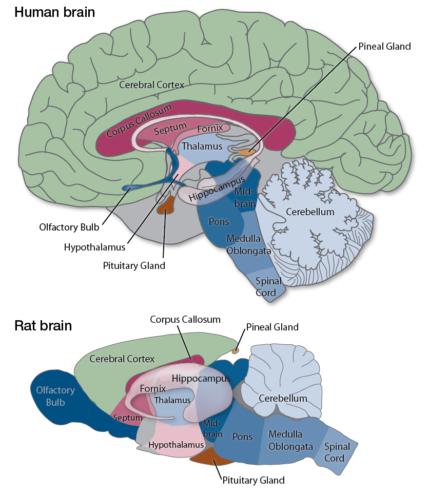 Human brain
Pineal Gland
Cerebral Cortex
Corpus Callosum
Septum
Fornix
Thalamus
Hippocampus
Mid-
brain
Cerebellum
Pons
Olfactory Bulb
Hypothalamus
Medulla
Oblongata
Pituitary Gland
Spinal
Cord
Rat brain
Corpus Callosum
Pineal Gland
Cerebral Cortex
Hippocampus
Olfactory
Bulb
Fornix
Thalamus
Cerebellum
Septum
Mid-
brain
Pons
Medulla
Oblongata
Hypothalamus
Spinal
Cord
Pituitary Gland